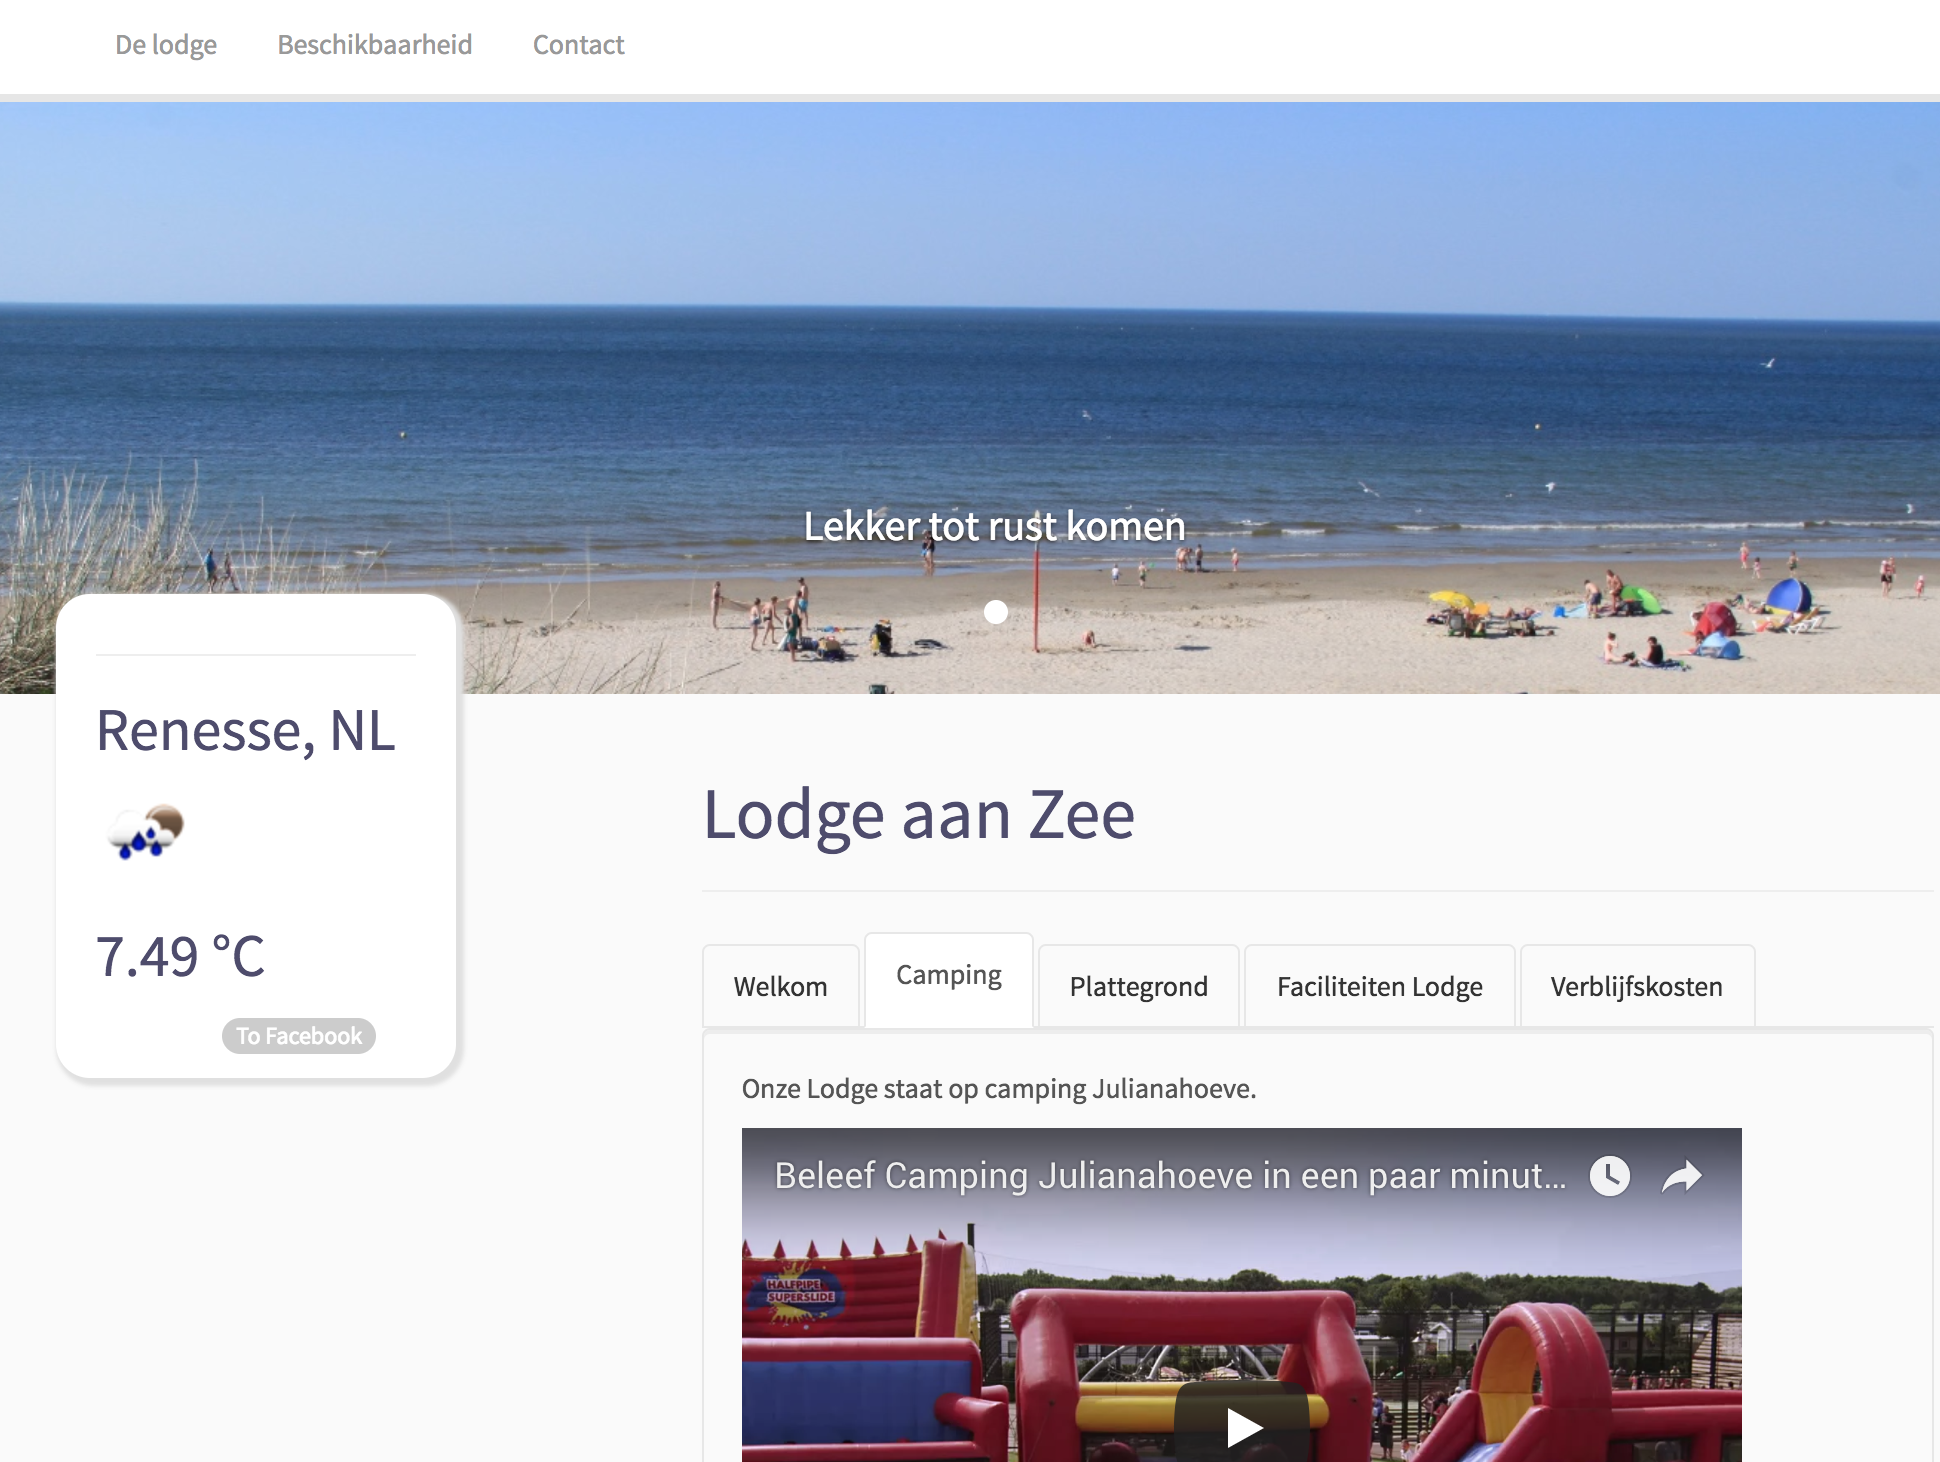 De lodge Beschikbaarheid Contact
Lekker tot rust komen
Renesse, NL
7.49 °C
To Facebook
Lodge aan Zee
Welkom Camping Plattegrond Faciliteiten Lodge Verblijfskosten
Onze Lodge staat op camping Julianahoeve.
Beleef Camping Julianahoeve in een paar minut...
HALFPIPE
SUPERSLIDE